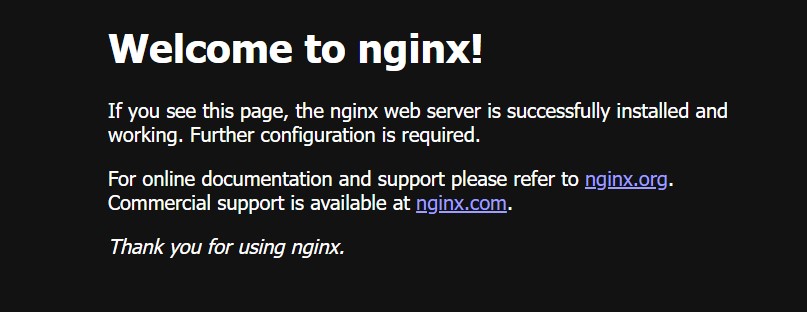 Welcome to nginx!
If you see this page, the nginx web server is successfully installed and
working. Further configuration is required.
For online documentation and support please refer to nginx.org.
Commercial support is available at nginx.com.
Thank you for using nginx.